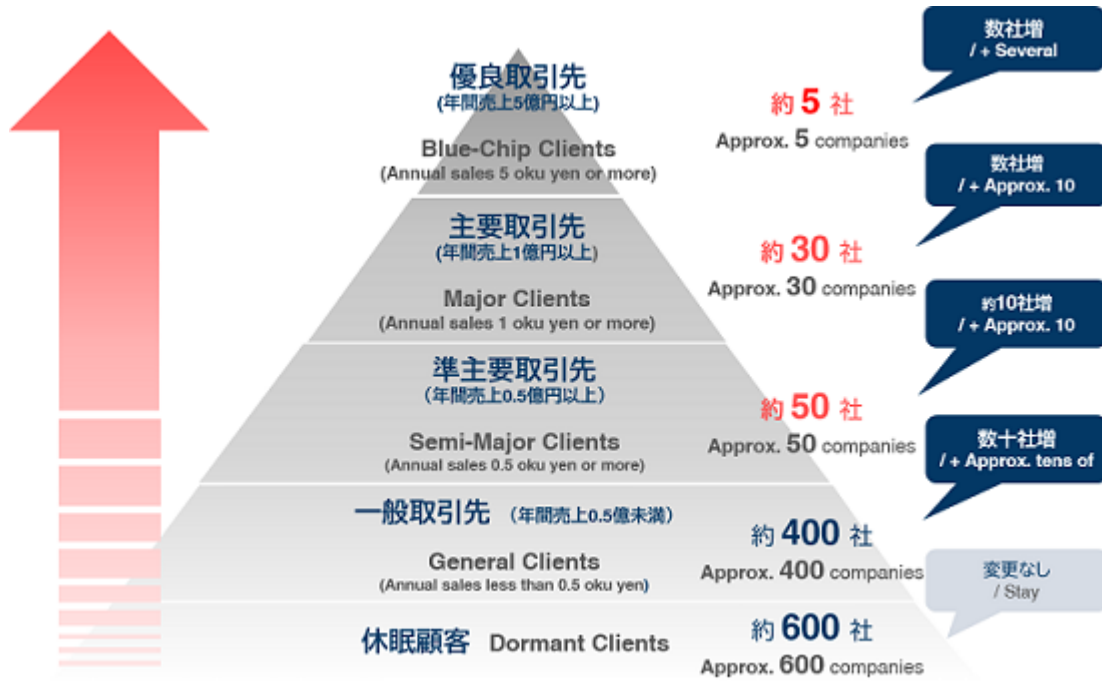 優良取引先
(年間売上5億円以上)
Blue-Chip Clients
(Annual sales 5 oku yen or more)
約 5 社
Approx. 5 companies
数社増
/ + Several
主要取引先
(年間売上1億円以上)
Major Clients
(Annual sales 1 oku yen or more)
約 30 社
Approx. 30 companies
数社増
/ + Approx. 10
準主要取引先
（年間売上0.5億円以上）
Semi-Major Clients
(Annual sales 0.5 oku yen or more)
約 50 社
Approx. 50 companies
約10社増
/ + Approx. 10
一般取引先 （年間売上0.5億未満）
General Clients
(Annual sales less than 0.5 oku yen)
約 400 社
Approx. 400 companies
数十社増
/ + Approx. tens of
休眠顧客 Dormant Clients
約 600 社
Approx. 600 companies
変更なし
/ Stay